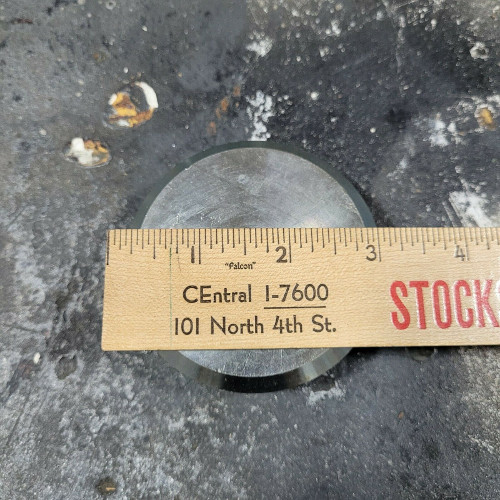 1 2 3 4
"Falcon"
CEntral 1-7600
101 North 4th St.
STOCK